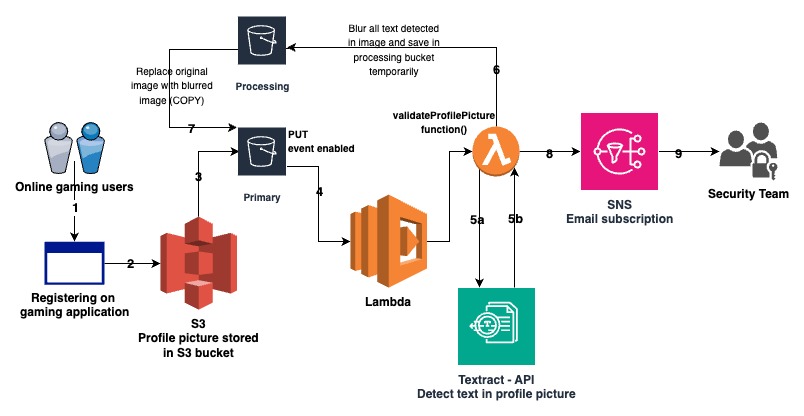 Blur all text detected
in image and save in
processing bucket
temporarily
Replace original
image with blurred
image (COPY)
Processing
6
validateProfilePicture
function()
7
PUT
event enabled
Online gaming users
3
Primary
4
8
9
SNS
Email subscription
Security Team
1
2
5a
5b
Registering on
gaming application
S3
Profile picture stored
in S3 bucket
Lambda
Textract - API
Detect text in profile picture